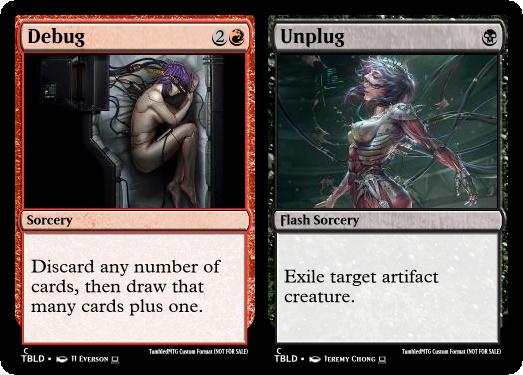 Debug
2
Sorcery
Discard any number of
cards, then draw that
many cards plus one.
C
TBLD • TJ EVERSON
TumbledMTG Custom Format (NOT FOR SALE)
Unplug
Flash Sorcery
Exile target artifact
creature.
C
TBLD • JEREMY CHONG
TumbledMTG Custom Format (NOT FOR SALE)